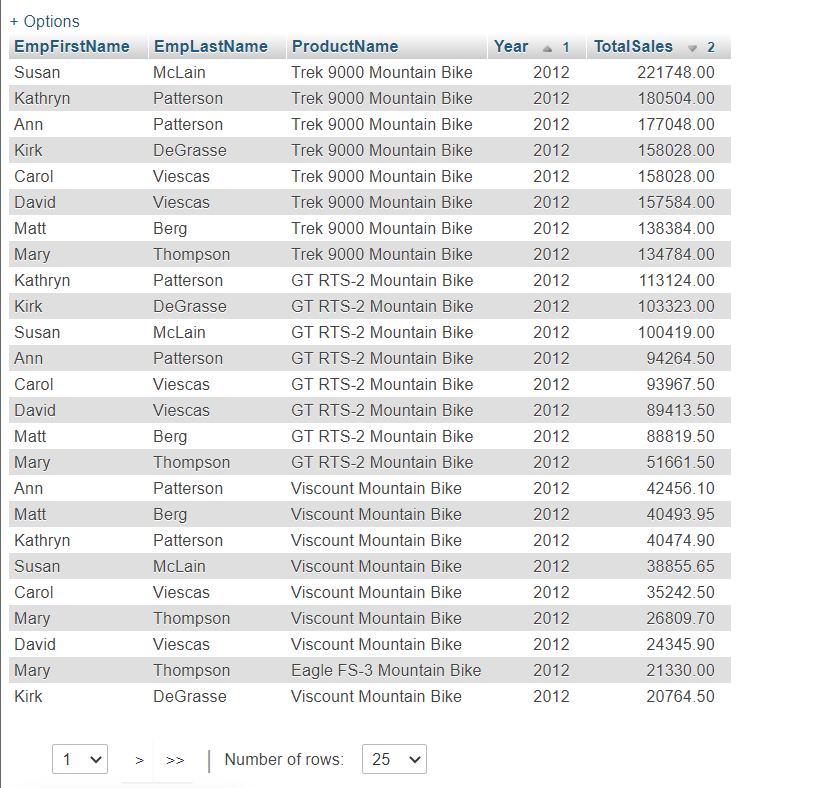 + Options
EmpFirstName EmpLastName ProductName Year 1 TotalSales 2
Susan McLain Trek 9000 Mountain Bike 2012 221748.00
Kathryn Patterson Trek 9000 Mountain Bike 2012 180504.00
Ann Patterson Trek 9000 Mountain Bike 2012 177048.00
Kirk DeGrasse Trek 9000 Mountain Bike 2012 158028.00
Carol Viescas Trek 9000 Mountain Bike 2012 158028.00
David Viescas Trek 9000 Mountain Bike 2012 157584.00
Matt Berg Trek 9000 Mountain Bike 2012 138384.00
Mary Thompson Trek 9000 Mountain Bike 2012 134784.00
Kathryn Patterson GT RTS-2 Mountain Bike 2012 113124.00
Kirk DeGrasse GT RTS-2 Mountain Bike 2012 103323.00
Susan McLain GT RTS-2 Mountain Bike 2012 100419.00
Ann Patterson GT RTS-2 Mountain Bike 2012 94264.50
Carol Viescas GT RTS-2 Mountain Bike 2012 93967.50
David Viescas GT RTS-2 Mountain Bike 2012 89413.50
Matt Berg GT RTS-2 Mountain Bike 2012 88819.50
Mary Thompson GT RTS-2 Mountain Bike 2012 51661.50
Ann Patterson Viscount Mountain Bike 2012 42456.10
Matt Berg Viscount Mountain Bike 2012 40493.95
Kathryn Patterson Viscount Mountain Bike 2012 40474.90
Susan McLain Viscount Mountain Bike 2012 38855.65
Carol Viescas Viscount Mountain Bike 2012 35242.50
Mary Thompson Viscount Mountain Bike 2012 26809.70
David Viescas Viscount Mountain Bike 2012 24345.90
Mary Thompson Eagle FS-3 Mountain Bike 2012 21330.00
Kirk DeGrasse Viscount Mountain Bike 2012 20764.50
1 > >> | Number of rows: 25